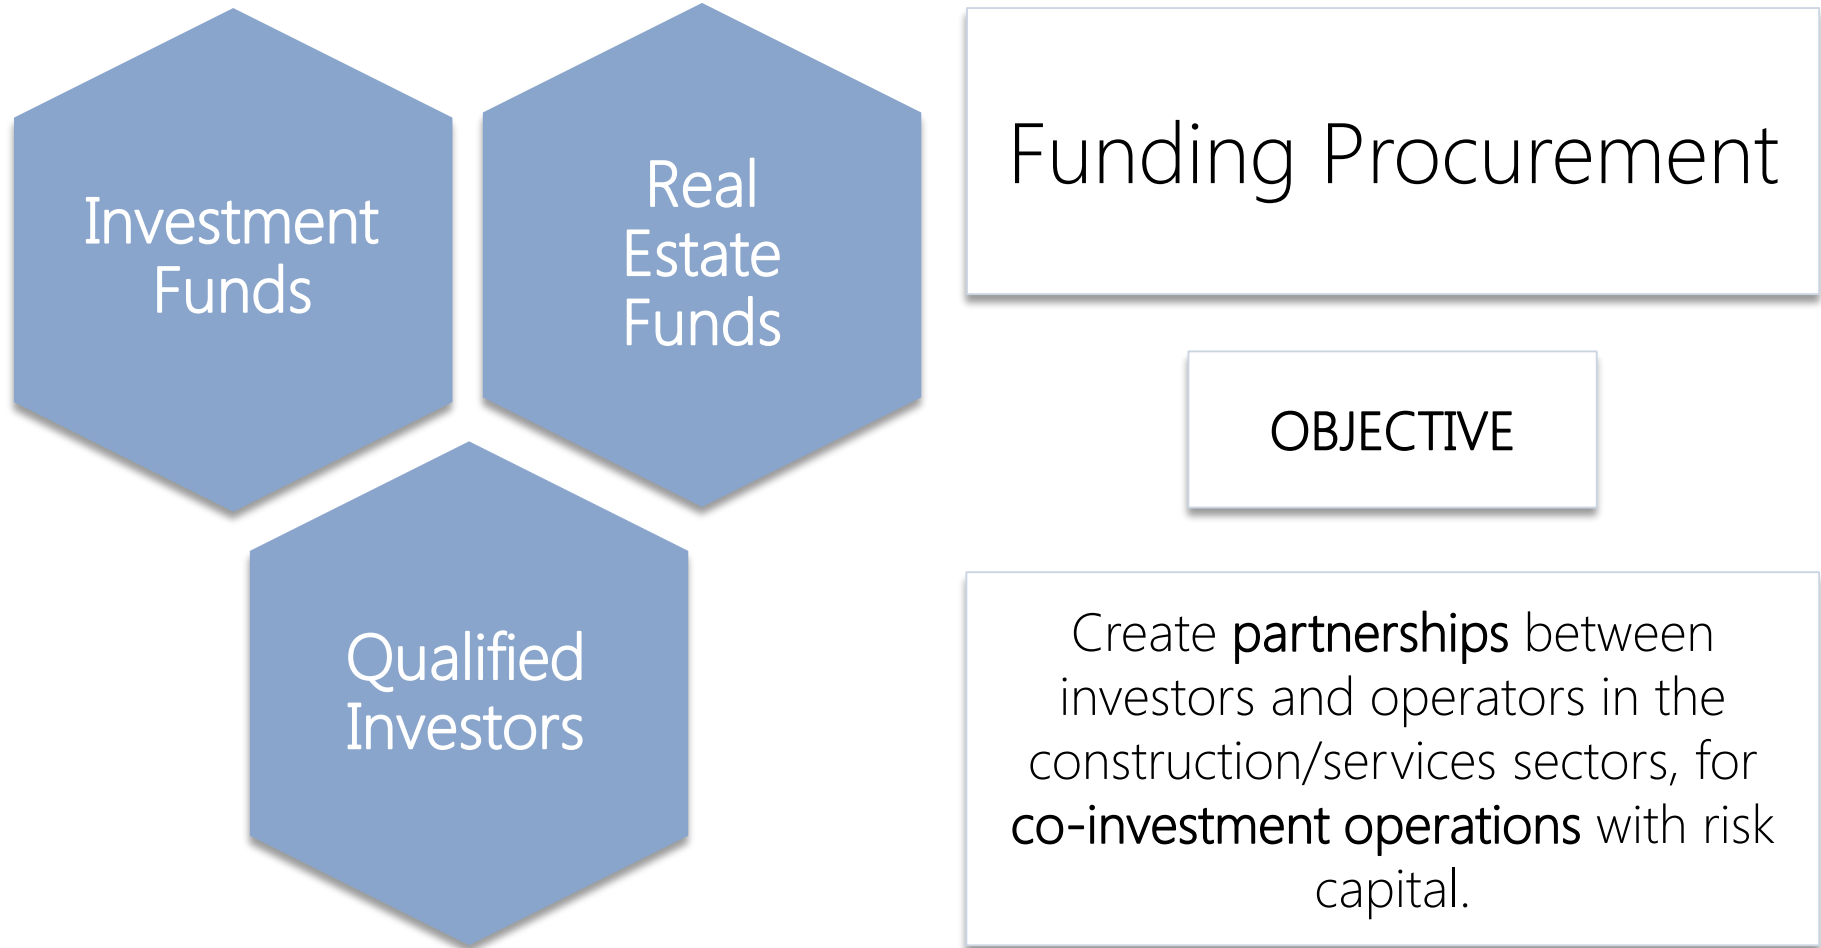 Investment
Funds
Real
Estate
Funds
Qualified
Investors
Funding Procurement
OBJECTIVE
Create partnerships between
investors and operators in the
construction/services sectors, for
co-investment operations with risk
capital.